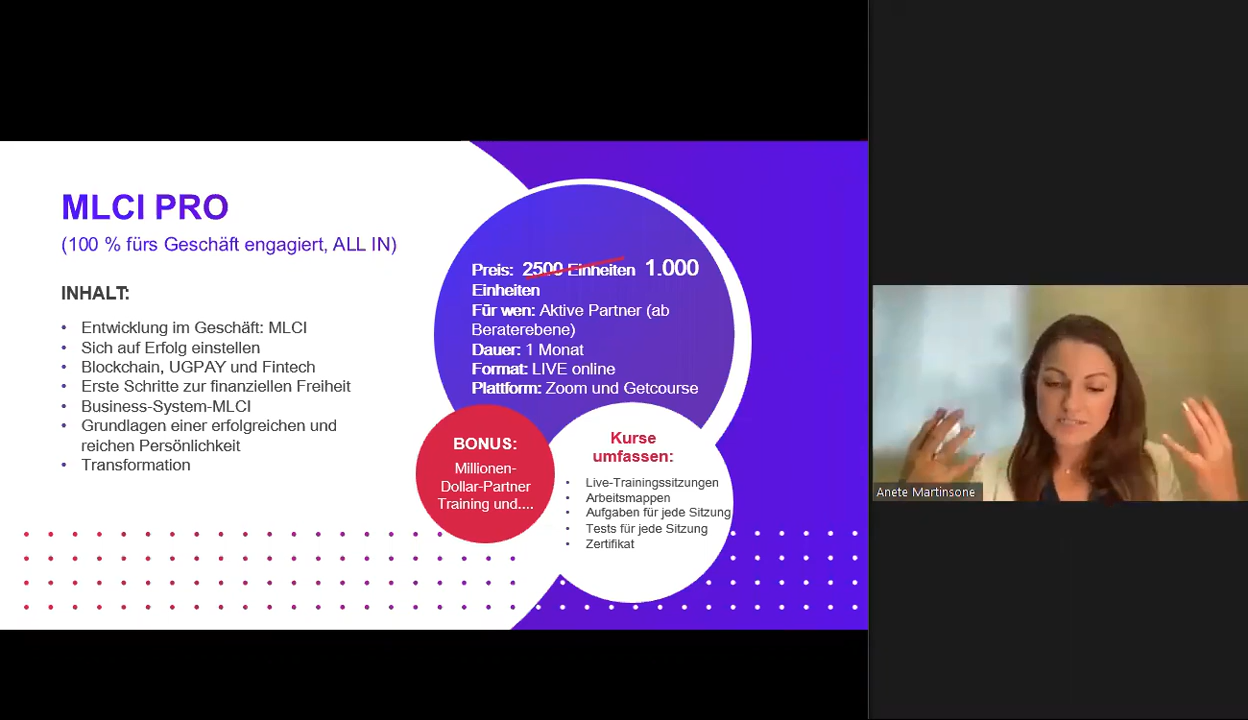 MLCI PRO
(100 % fürs Geschäft engagiert, ALL IN)
INHALT:
• Entwicklung im Geschäft: MLCI
• Sich auf Erfolg einstellen
• Blockchain, UGPAY und Fintech
• Erste Schritte zur finanziellen Freiheit
• Business-System-MLCI
• Grundlagen einer erfolgreichen und
reichen Persönlichkeit
• Transformation
Preis: 2500 Einheiten 1.000
Einheiten
Für wen: Aktive Partner (ab
Beraterebene)
Dauer: 1 Monat
Format: LIVE online
Plattform: Zoom und Getcourse
BONUS:
Millionen-
Dollar-Partner
Training und....
Kurse
umfassen:
• Live-Trainingssitzungen
• Arbeitsmappen
• Aufgaben für jede Sitzung
• Tests für jede Sitzung
• Zertifikat
Anete Martinsone